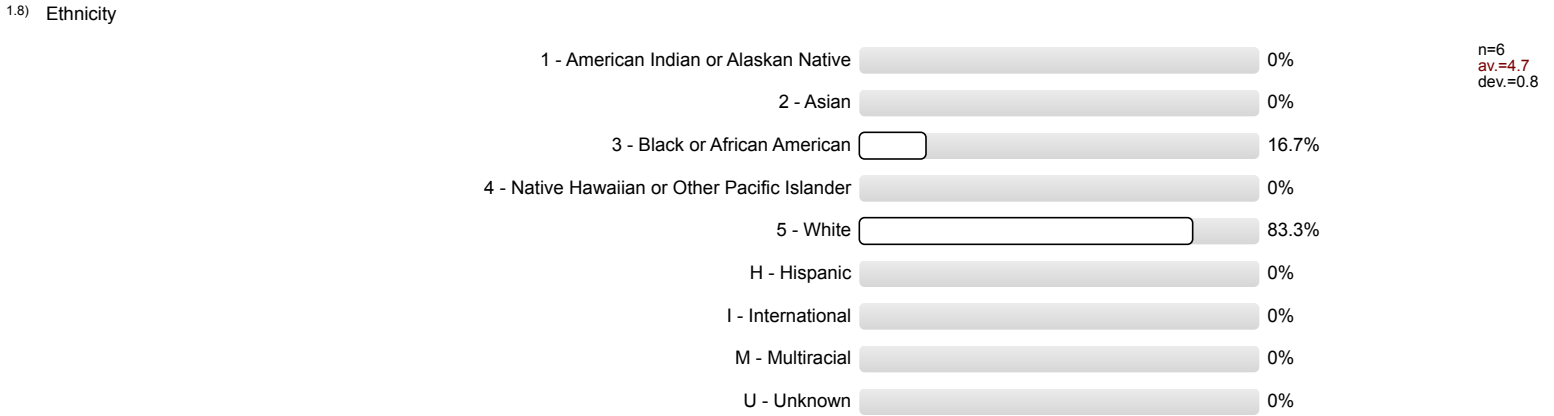 1.8) Ethnicity
1 - American Indian or Alaskan Native 0%
2 - Asian 0%
3 - Black or African American 16.7%
4 - Native Hawaiian or Other Pacific Islander 0%
5 - White 83.3%
H - Hispanic 0%
I - International 0%
M - Multiracial 0%
U - Unknown 0%
n=6
av.=4.7
dev.=0.8